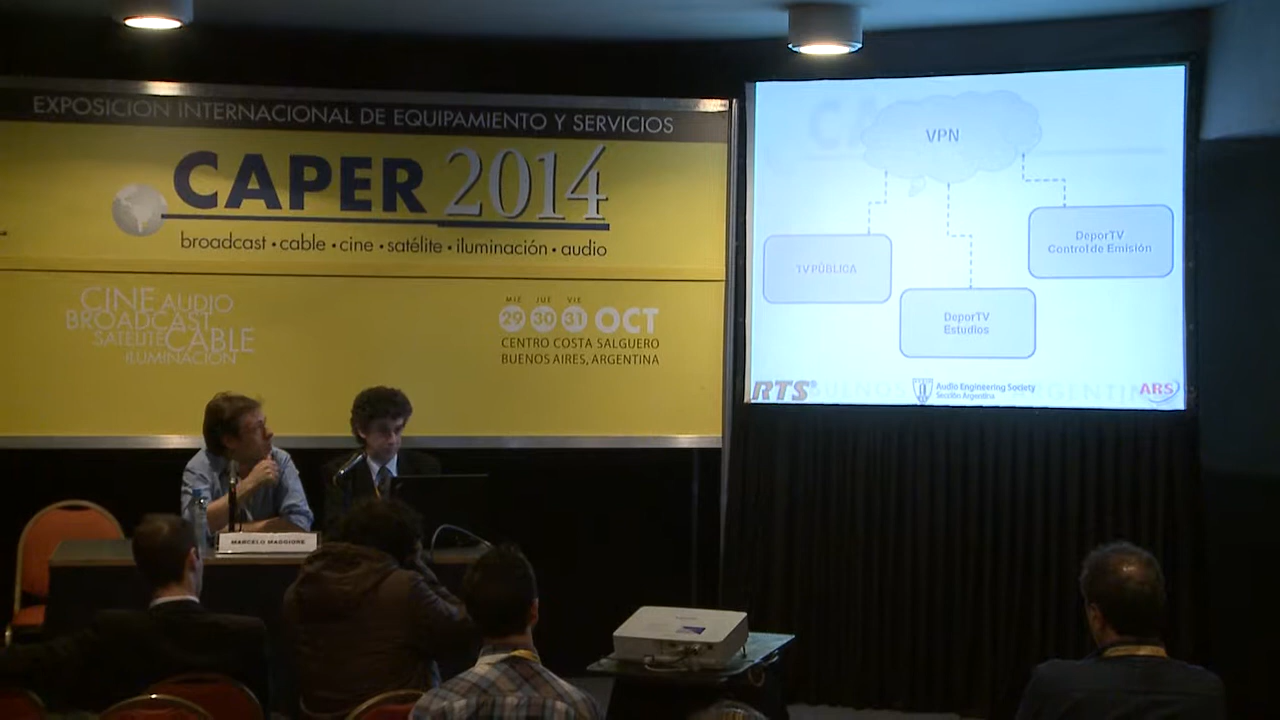 EXPOSICION INTERNACIONAL DE EQUIPAMIENTO Y SERVICIOS
CAPER 2014
broadcast • cable • cine • satélite • iluminación • audio
CINE AUDIO
BROADCAST
SATELITE CABLE
ILUMINACIÓN
MIE JUE VIE
29 30 31 OCT
CENTRO COSTA SALGUERO
BUENOS AIRES, ARGENTINA
VPN
TV PÚBLICA
DeporTV
Estudios
DeporTV
Control de Emisión
RTS®
Audio Engineering Society
Sección Argentina
ARS
MARCELO MAGGIORE